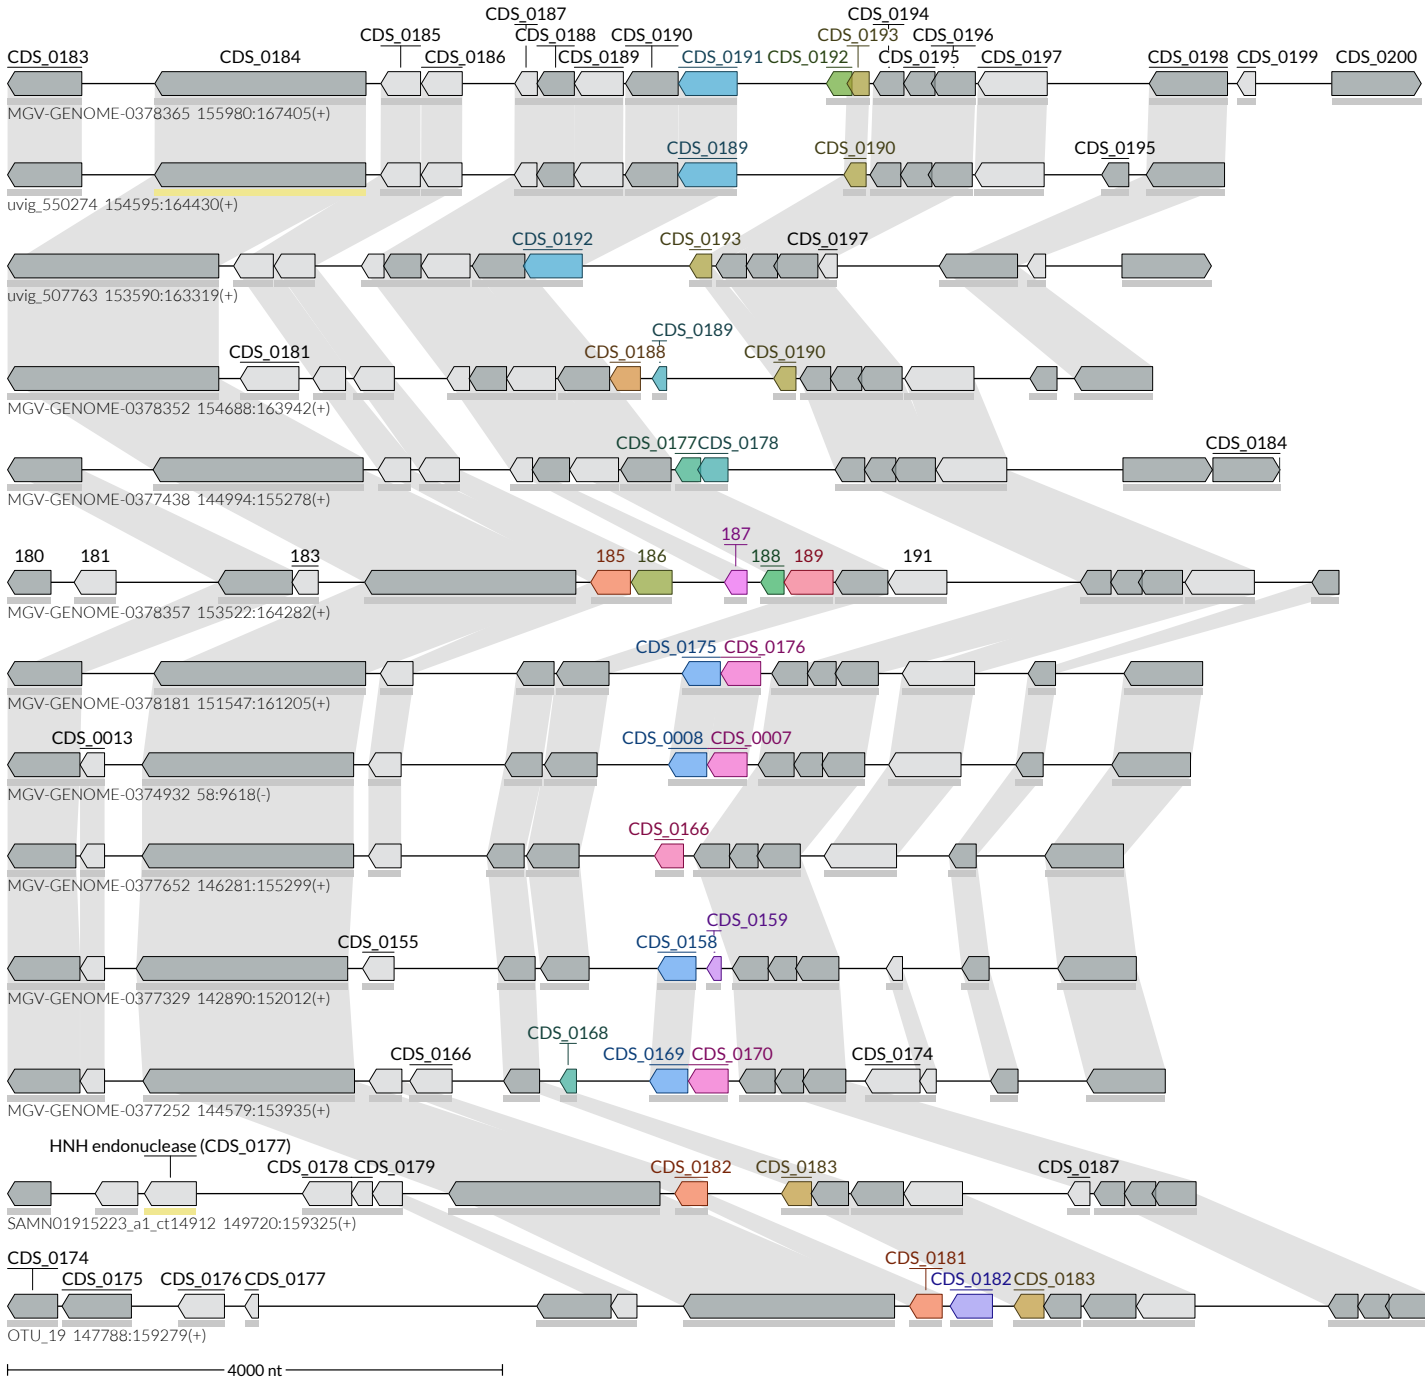 CDS_0187 CDS_0194
CDS_0185 CDS_0188 CDS_0190 CDS_0193 CDS_0196
CDS_0183 CDS_0184 CDS_0186 CDS_0189 CDS_0191 CDS_0192 CDS_0195 CDS_0197 CDS_0198 CDS_0199 CDS_0200
MGV-GENOME-0378365 155980:167405(+)
CDS_0189 CDS_0190 CDS_0195
uvig_550274 154595:164430(+)
CDS_0192 CDS_0193 CDS_0197
uvig_507763 153590:163319(+)
CDS_0189
CDS_0181 CDS_0188 CDS_0190
MGV-GENOME-0378352 154688:163942(+)
CDS_0177 CDS_0178 CDS_0184
MGV-GENOME-0377438 144994:155278(+)
187
180 181 183 185 186 188 189 191
MGV-GENOME-0378357 153522:164282(+)
CDS_0175 CDS_0176
MGV-GENOME-0378181 151547:161205(+)
CDS_0013 CDS_0008 CDS_0007
MGV-GENOME-0374932 58:9618(-)
CDS_0166
MGV-GENOME-0377652 146281:155299(+)
CDS_0159
CDS_0155 CDS_0158
MGV-GENOME-0377329 142890:152012(+)
CDS_0168
CDS_0166 CDS_0169 CDS_0170 CDS_0174
MGV-GENOME-0377252 144579:153935(+)
HNH endonuclease (CDS_0177)
CDS_0178 CDS_0179 CDS_0182 CDS_0183 CDS_0187
SAMN01915223_a1_ct14912 149720:159325(+)
CDS_0174 CDS_0181
CDS_0175 CDS_0176 CDS_0177 CDS_0182 CDS_0183
OTU_19 147788:159279(+)
4000 nt